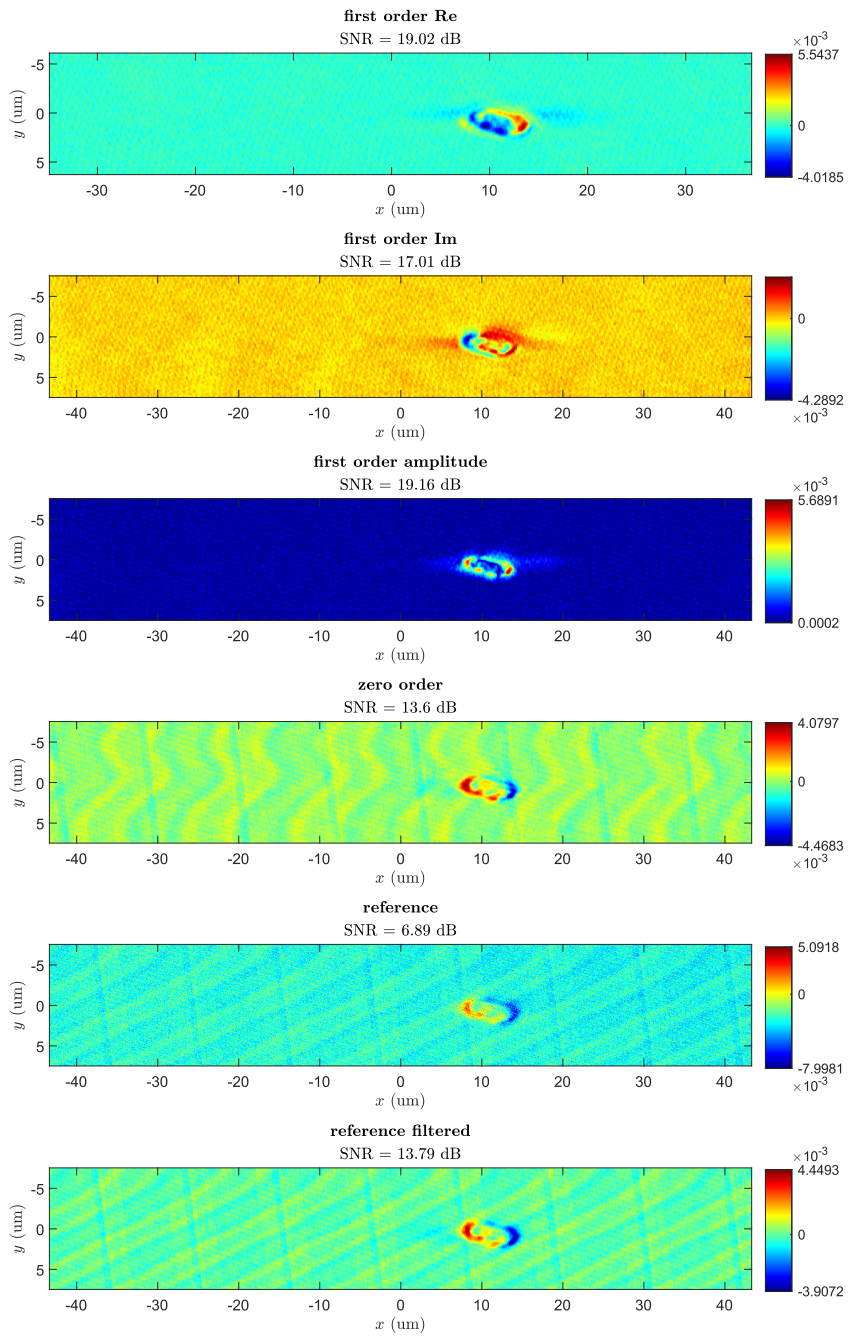 first order Re
SNR = 19.02 dB
×10⁻³
5.5437
-5
0
0
5
-4.0185
y (um)
-30 -20 -10 0 10 20 30
x (um)
first order Im
SNR = 17.01 dB
-5
0
0
5
-4.2892
×10⁻³
y (um)
-40 -30 -20 -10 0 10 20 30 40
x (um)
first order amplitude
SNR = 19.16 dB
×10⁻³
5.6891
-5
0
5
0.0002
y (um)
-40 -30 -20 -10 0 10 20 30 40
x (um)
zero order
SNR = 13.6 dB
4.0797
-5
0
0
5
-4.4683
×10⁻³
y (um)
-40 -30 -20 -10 0 10 20 30 40
x (um)
reference
SNR = 6.89 dB
5.0918
-5
0
0
5
-7.9981
×10⁻³
y (um)
-40 -30 -20 -10 0 10 20 30 40
x (um)
reference filtered
SNR = 13.79 dB
×10⁻³
4.4493
-5
0
0
5
-3.9072
y (um)
-40 -30 -20 -10 0 10 20 30 40
x (um)